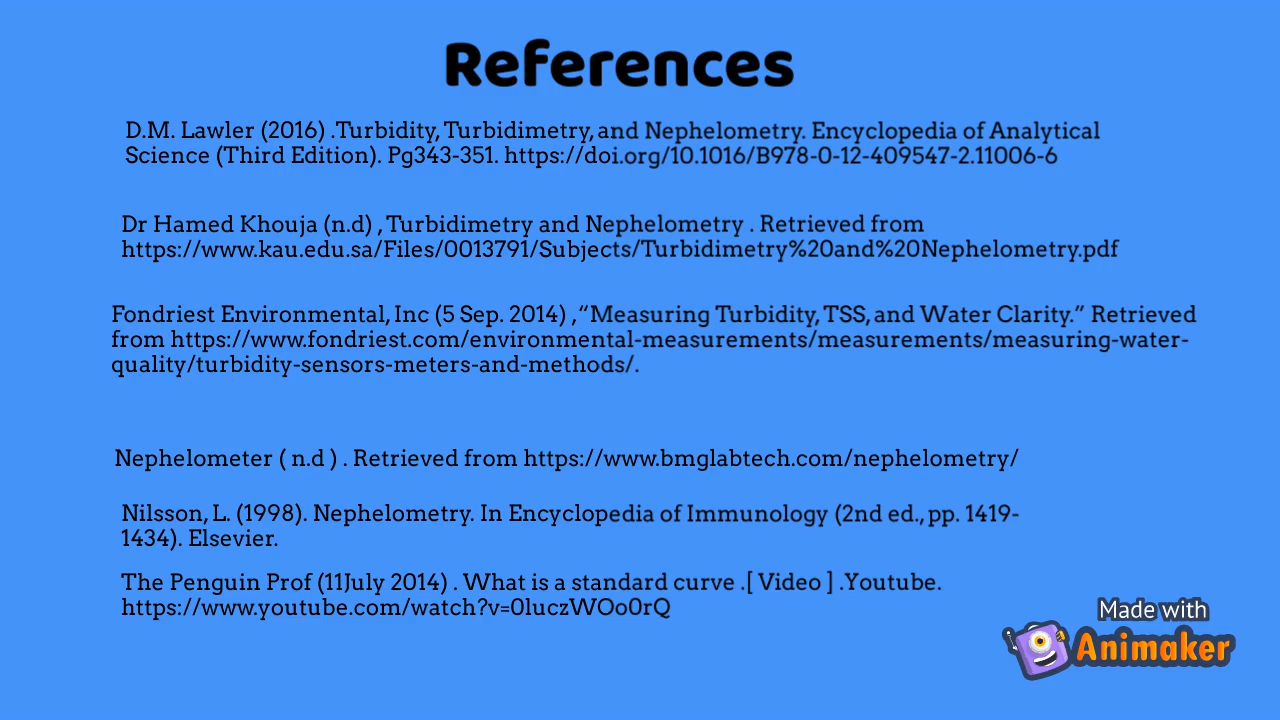 References
D.M. Lawler (2016) .Turbidity, Turbidimetry, and Nephelometry. Encyclopedia of Analytical
Science (Third Edition). Pg343-351. https://doi.org/10.1016/B978-0-12-409547-2.11006-6
Dr Hamed Khouja (n.d) , Turbidimetry and Nephelometry . Retrieved from
https://www.kau.edu.sa/Files/0013791/Subjects/Turbidimetry%20and%20Nephelometry.pdf
Fondriest Environmental, Inc (5 Sep. 2014) ,“Measuring Turbidity, TSS, and Water Clarity.” Retrieved
from https://www.fondriest.com/environmental-measurements/measurements/measuring-water-
quality/turbidity-sensors-meters-and-methods/.
Nephelometer ( n.d ) . Retrieved from https://www.bmglabtech.com/nephelometry/
Nilsson, L. (1998). Nephelometry. In Encyclopedia of Immunology (2nd ed., pp. 1419-
1434). Elsevier.
The Penguin Prof (11July 2014) . What is a standard curve .[ Video ] .Youtube.
https://www.youtube.com/watch?v=0luczWOo0rQ
Made with
Animaker